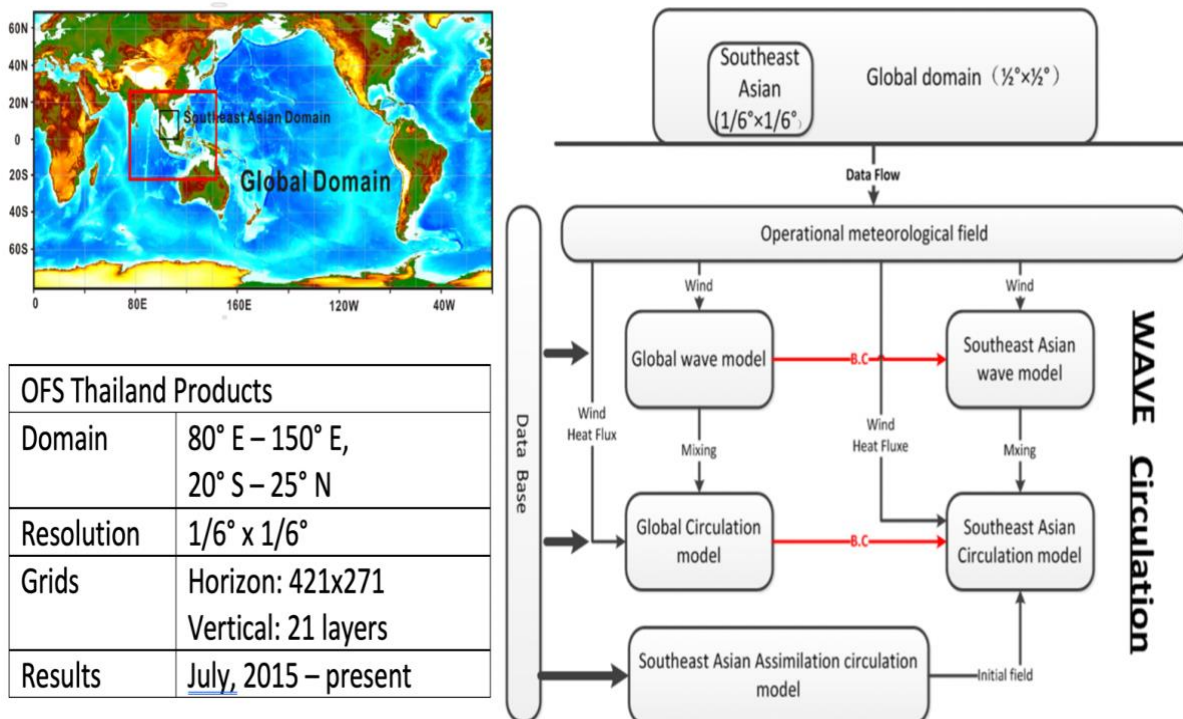 60N
40N
20N
0
20S
40S
60S
0
80E
160E
120W
40W
Southeast Asian Domain
Global Domain
OFS Thailand Products
Domain
80° E – 150° E,
20° S – 25° N
Resolution
1/6° x 1/6°
Grids
Horizon: 421x271
Vertical: 21 layers
Results
July, 2015 – present
Southeast
Asian
(1/6°×1/6°)
Global domain (½°×½°)
Data Flow
Data Base
Operational meteorological field
Wind
Wind
Wind
Heat Flux
Wind
Heat Fluxe
Global wave model
B.C
Southeast Asian
wave model
Mixing
Mxing
Global Circulation
model
B.C
Southeast Asian
Circulation model
Southeast Asian Assimilation circulation
model
Initial field
WAVE Circulation